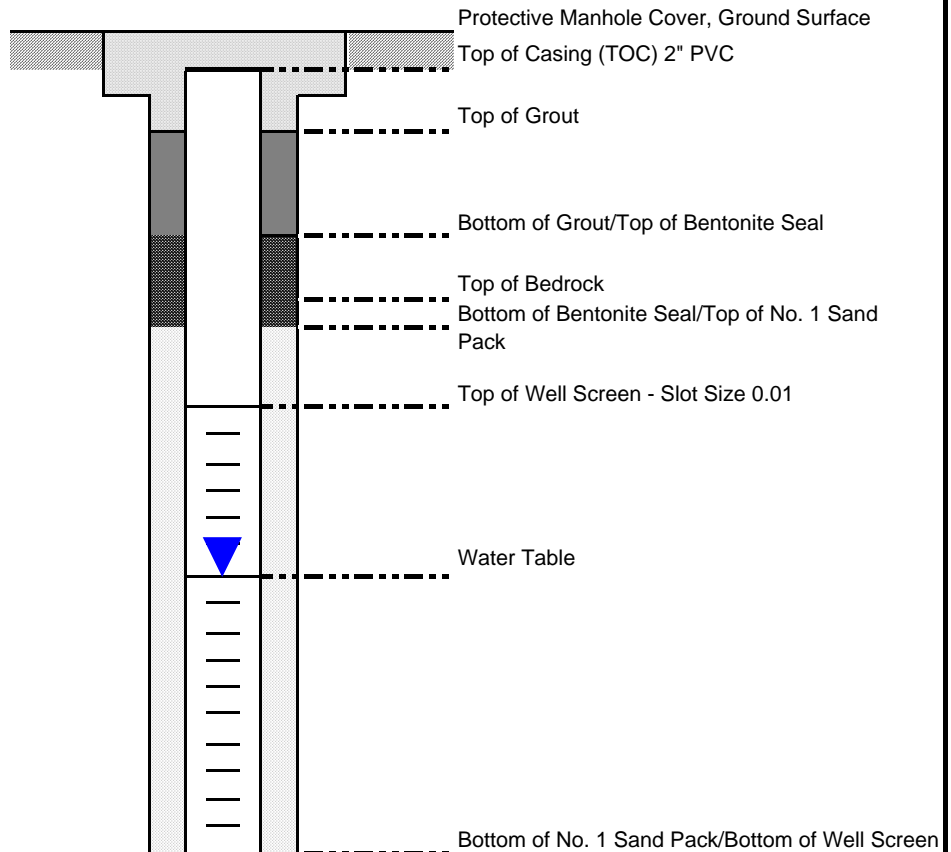 Protective Manhole Cover, Ground Surface
Top of Casing (TOC) 2" PVC
Top of Grout
Bottom of Grout/Top of Bentonite Seal
Top of Bedrock
Bottom of Bentonite Seal/Top of No. 1 Sand
Pack
Top of Well Screen - Slot Size 0.01
Water Table
Bottom of No. 1 Sand Pack/Bottom of Well Screen